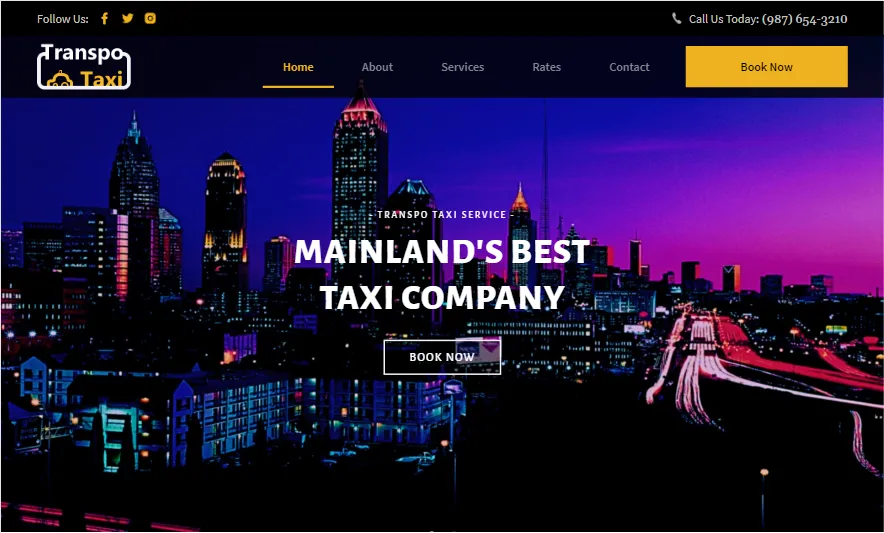 Follow Us:
Call Us Today: (987) 654-3210
Transpo
Taxi
Home
About
Services
Rates
Contact
Book Now
- TRANSPO TAXI SERVICE -
MAINLAND'S BEST
TAXI COMPANY
BOOK NOW